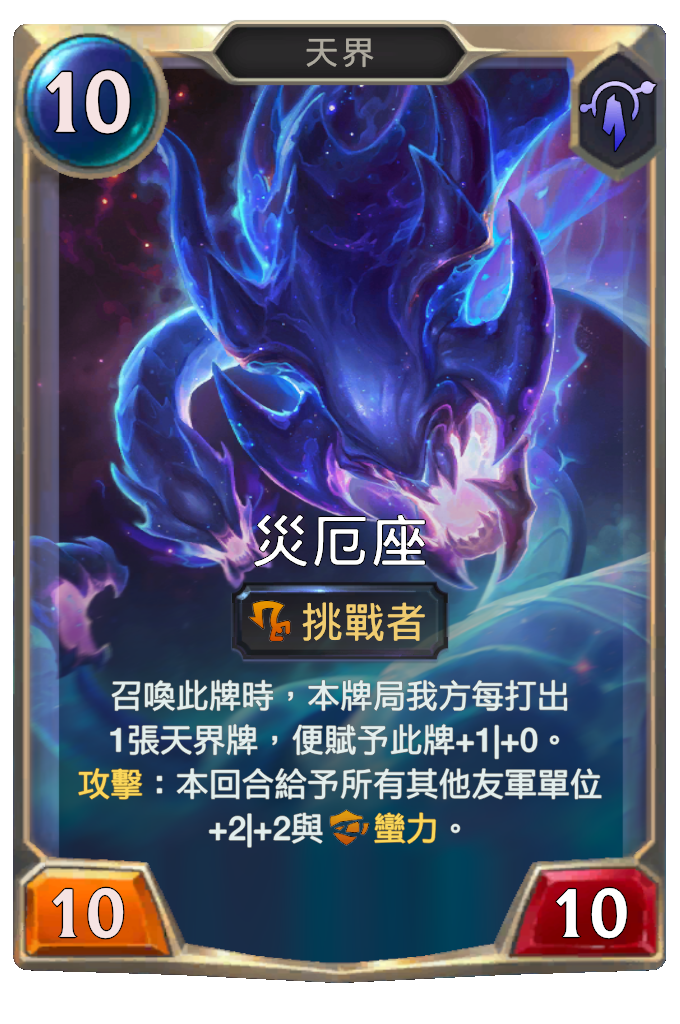 天界
10
災厄座
挑戰者
召喚此牌時，本牌局我方每打出
1張天界牌，便賦予此牌+1|+0。
攻擊：本回合給予所有其他友軍單位
+2|+2與蠻力。
10
10